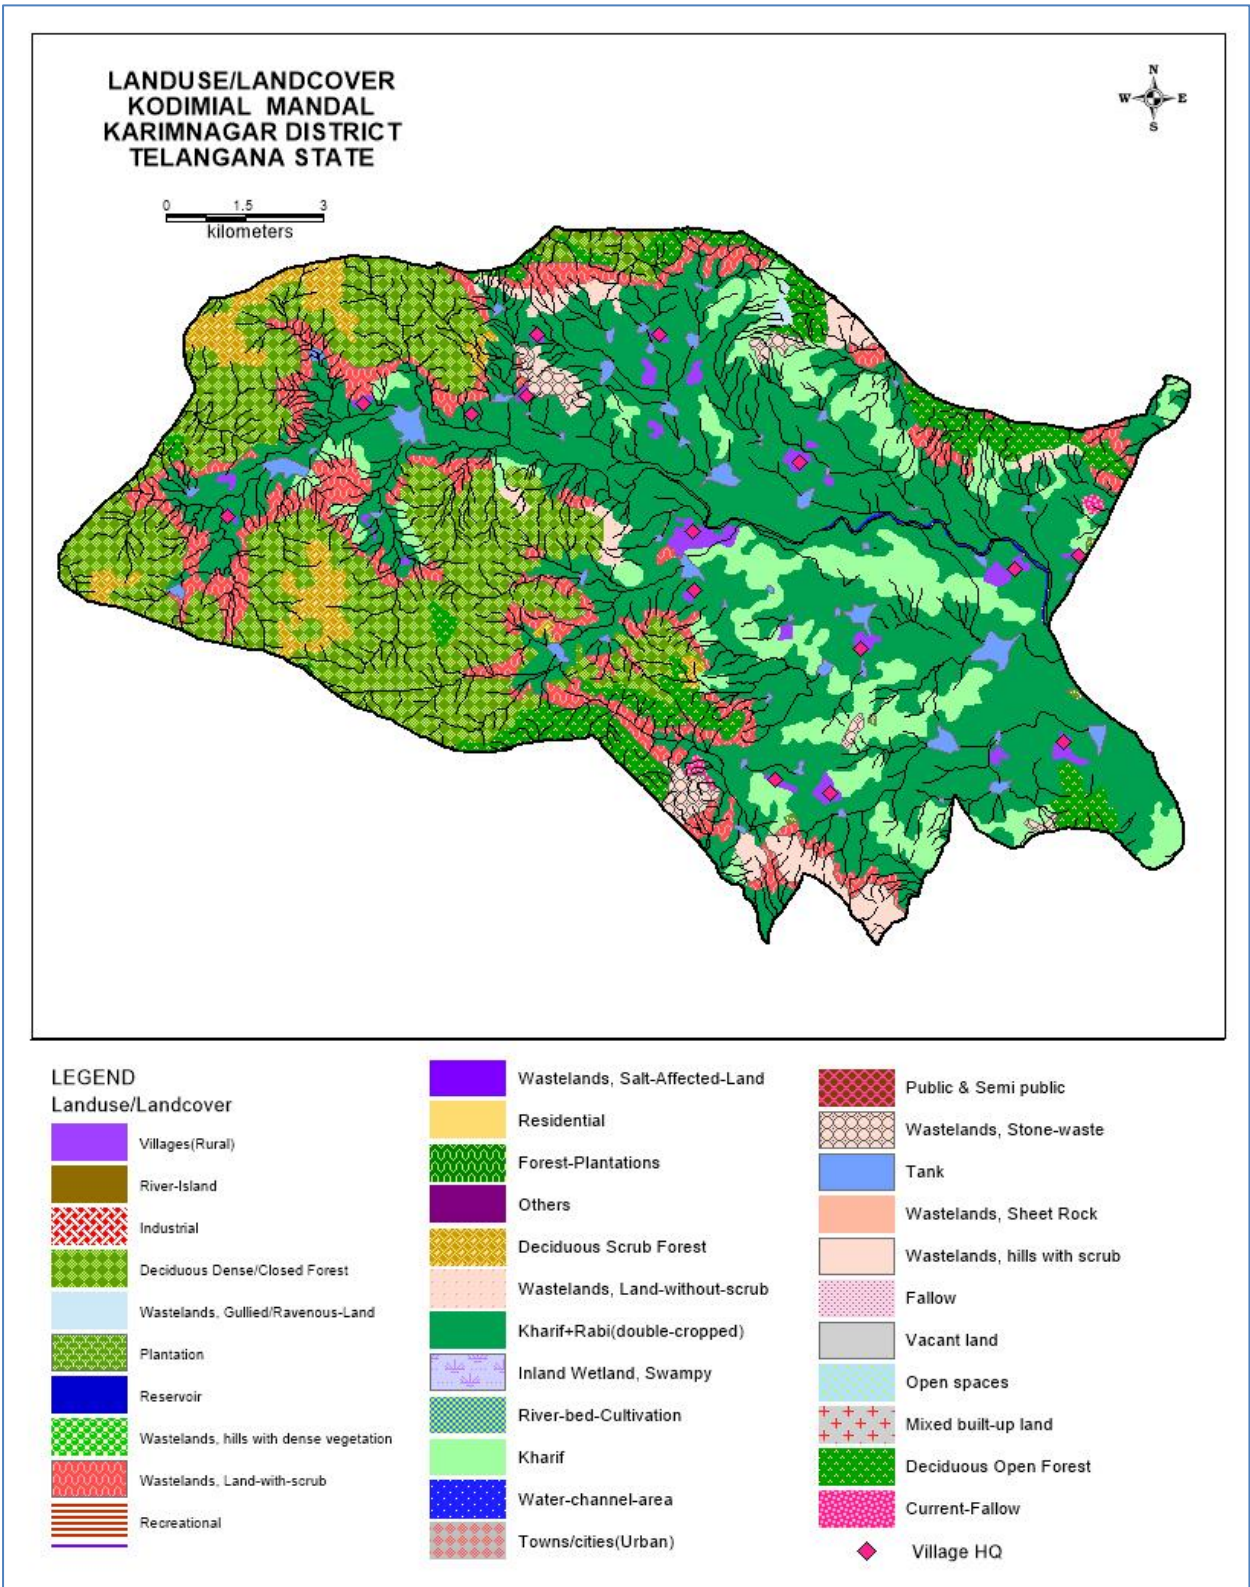 LANDUSE/LANDCOVER
KODIMIAL MANDAL
KARIMNAGAR DISTRICT
TELANGANA STATE
0 1.5 3
kilometers
N
W E
S
LEGEND
Landuse/Landcover
Villages(Rural)
River-Island
Industrial
Deciduous Dense/Closed Forest
Wastelands, Gullied/Ravenous-Land
Plantation
Reservoir
Wastelands, hills with dense vegetation
Wastelands, Land-with-scrub
Recreational
Wastelands, Salt-Affected-Land
Residential
Forest-Plantations
Others
Deciduous Scrub Forest
Wastelands, Land-without-scrub
Kharif+Rabi(double-cropped)
Inland Wetland, Swampy
River-bed-Cultivation
Kharif
Water-channel-area
Towns/cities(Urban)
Public & Semi public
Wastelands, Stone-waste
Tank
Wastelands, Sheet Rock
Wastelands, hills with scrub
Fallow
Vacant land
Open spaces
Mixed built-up land
Deciduous Open Forest
Current-Fallow
Village HQ